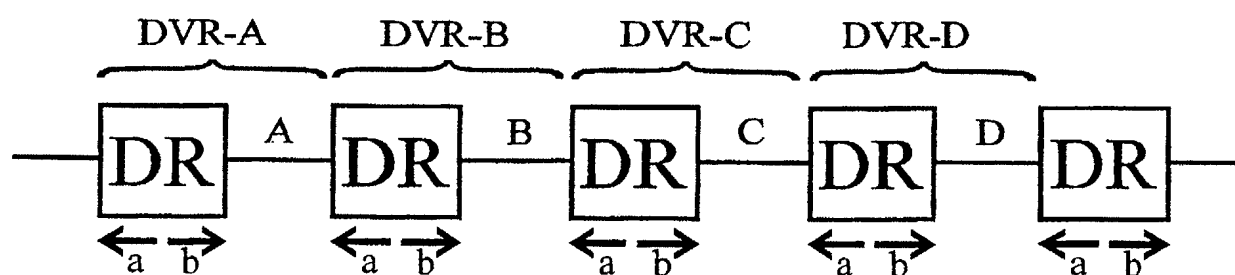 DVR-A DVR-B DVR-C DVR-D
A B C D
DR DR DR DR DR
a b a b a b a b a b